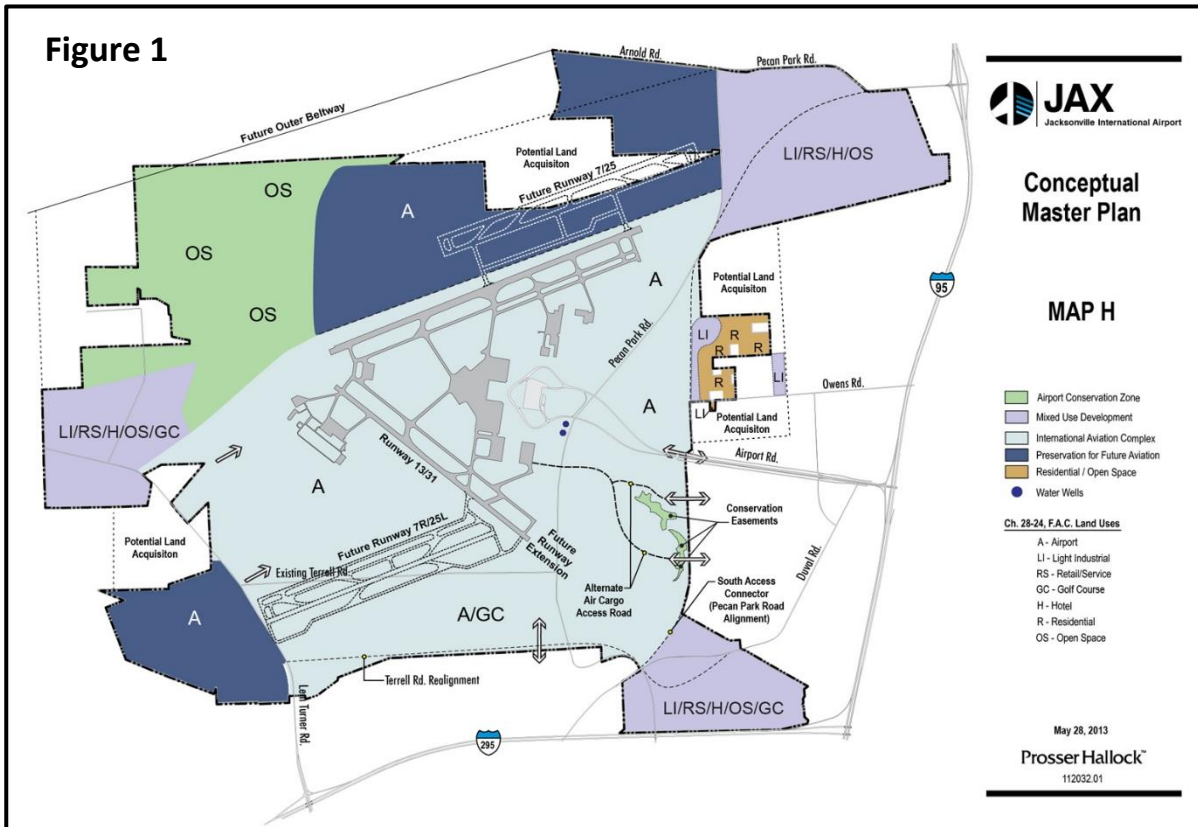 Figure 1
Arnold Rd.
Pecan Park Rd.
Future Outer Beltway
Potential Land
Acquisiton
Future Runway 7/25
LI/RS/H/OS
OS
OS
OS
A
A
Pecan Park Rd.
Potential Land
Acquisiton
LI
R
R
R
R
R
LI
LI
Owens Rd.
Potential Land
Acquisiton
95
A
LI/RS/H/OS/GC
Runway 13/31
Airport Rd.
A
Potential Land
Acquisiton
Future Runway 7R/25L
Existing Terrell Rd.
Future
Runway
Extension
Conservation
Easements
Duval Rd.
Alternate
Air Cargo
Access Road
South Access
Connector
(Pecan Park Road
Alignment)
A
A/GC
Terrell Rd. Realignment
Lem Turner Rd.
LI/RS/H/OS/GC
295
JAX
Jacksonville International Airport
Conceptual
Master Plan
MAP H
Airport Conservation Zone
Mixed Use Development
International Aviation Complex
Preservation for Future Aviation
Residential / Open Space
Water Wells
Ch. 28-24, F.A.C. Land Uses
A - Airport
LI - Light Industrial
RS - Retail/Service
GC - Golf Course
H - Hotel
R - Residential
OS - Open Space
May 28, 2013
Prosser Hallock™
112032.01